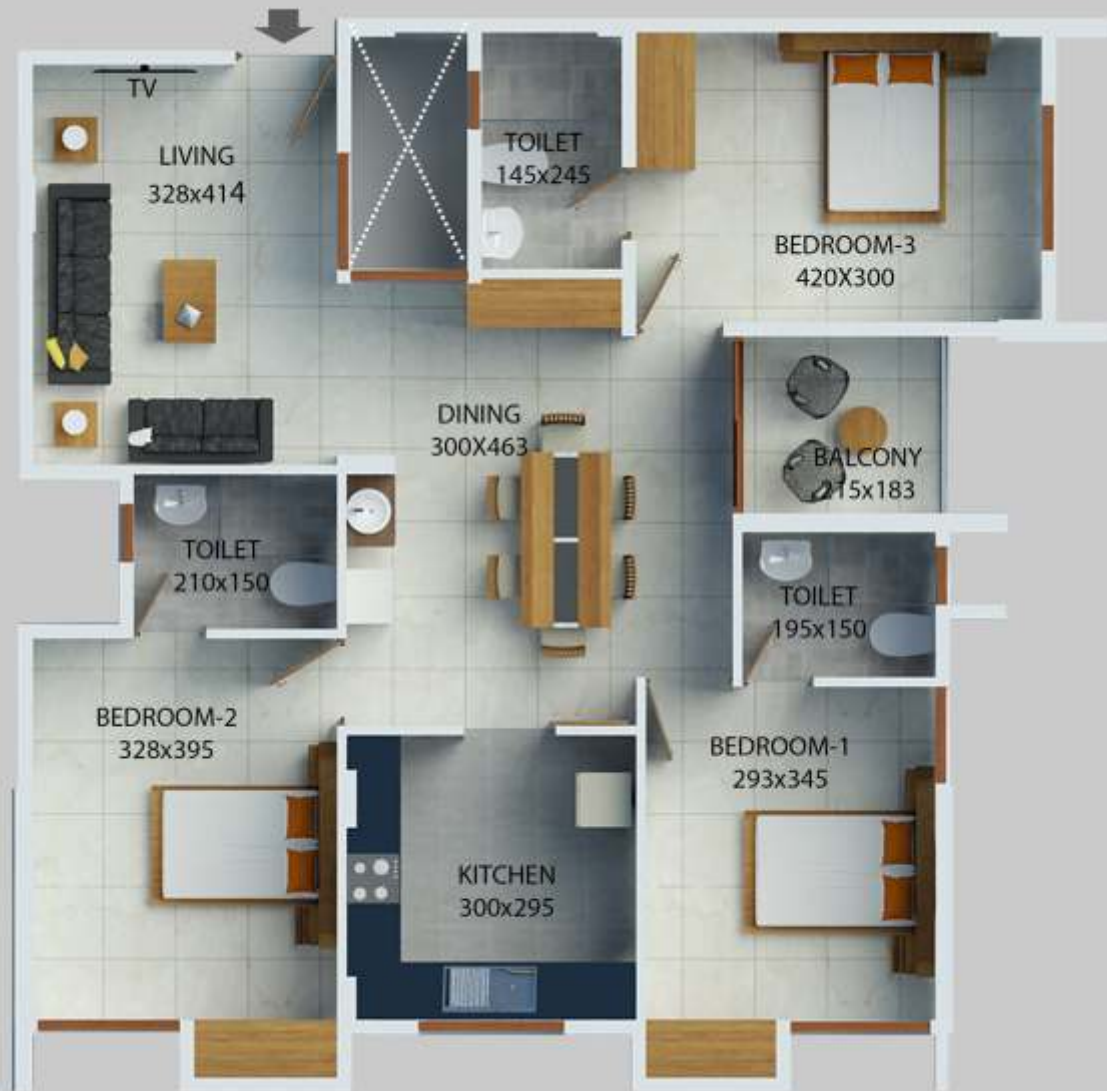 TV
LIVING
328x414
TOILET
145x245
BEDROOM-3
420X300
DINING
300X463
BALCONY
215x183
TOILET
210x150
TOILET
195x150
BEDROOM-2
328x395
BEDROOM-1
293x345
KITCHEN
300x295